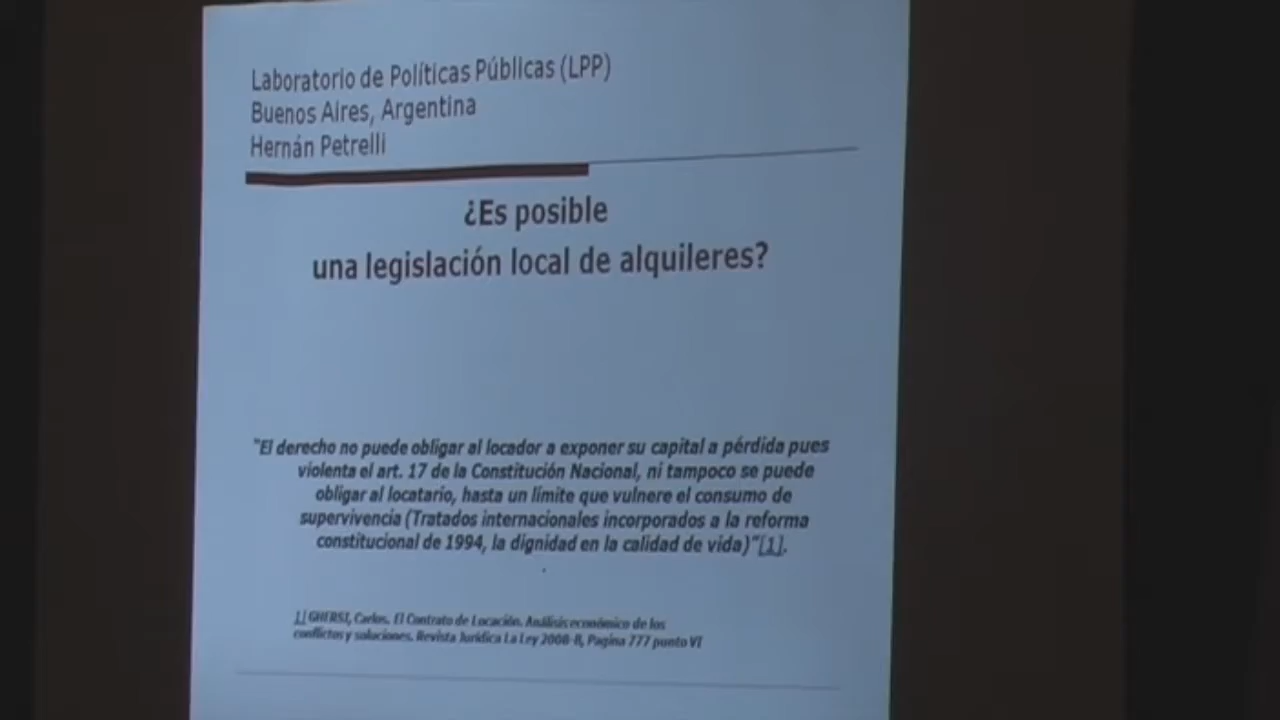 Laboratorio de Políticas Públicas (LPP)
Buenos Aires, Argentina
Hernán Petrelli
¿Es posible
una legislación local de alquileres?
"El derecho no puede obligar al locador a exponer su capital a pérdida pues
violenta el art. 17 de la Constitución Nacional, ni tampoco se puede
obligar al locatario, hasta un límite que vulnere el consumo de
supervivencia (Tratados internacionales incorporados a la reforma
constitucional de 1994, la dignidad en la calidad de vida)"[1].
1] GHERSI, Carlos. El Contrato de Locación. Análisis económico de los
conflictos y soluciones. Revista Jurídica La Ley 2008-B, Pagina 777 punto VI